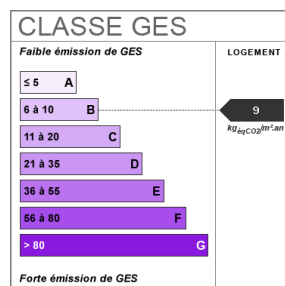 CLASSE GES
Faible émission de GES
LOGEMENT
≤ 5 A
6 à 10 B
9
kgéqCO2/m².an
11 à 20 C
21 à 35 D
36 à 55 E
56 à 80 F
> 80 G
Forte émission de GES